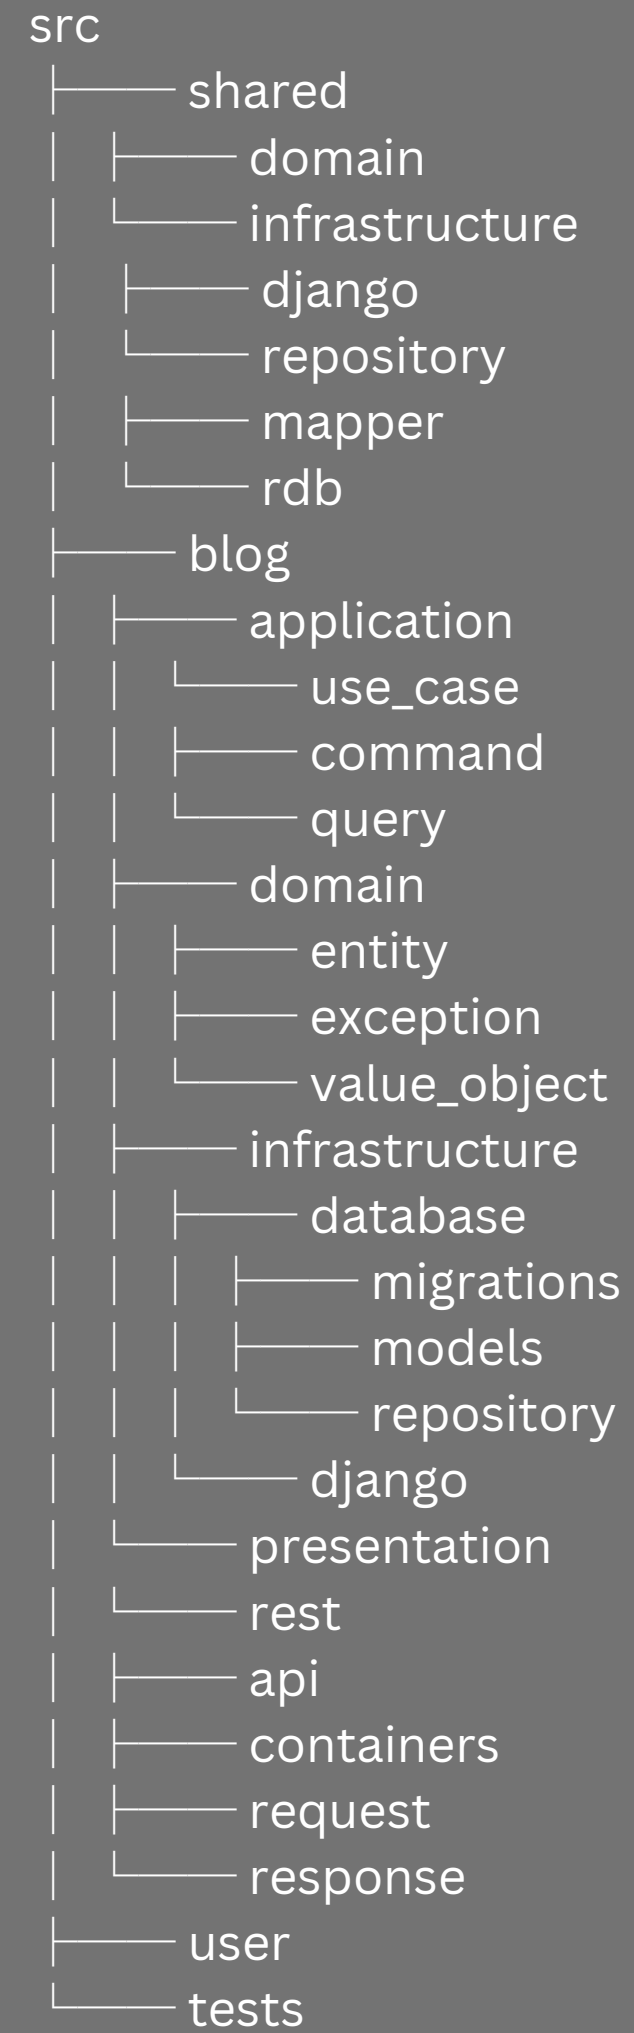 src
├── shared
│ ├── domain
│ └── infrastructure
│ ├── django
│ └── repository
│ ├── mapper
│ └── rdb
├── blog
│ ├── application
│ │ └── use_case
│ │ ├── command
│ │ └── query
│ ├── domain
│ │ ├── entity
│ │ ├── exception
│ │ └── value_object
│ ├── infrastructure
│ │ ├── database
│ │ │ ├── migrations
│ │ │ ├── models
│ │ │ └── repository
│ │ └── django
│ └── presentation
│ └── rest
│ ├── api
│ ├── containers
│ ├── request
│ └── response
├── user
└── tests